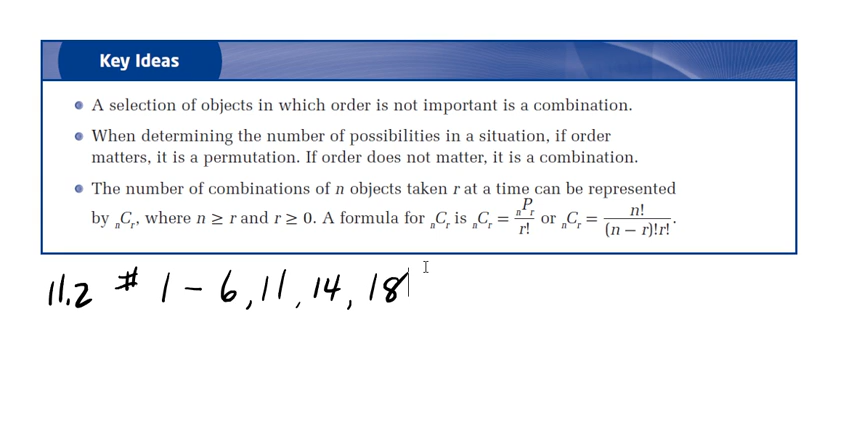 Key Ideas
• A selection of objects in which order is not important is a combination.
• When determining the number of possibilities in a situation, if order
matters, it is a permutation. If order does not matter, it is a combination.
• The number of combinations of n objects taken r at a time can be represented
by ₙCᵣ, where n ≥ r and r ≥ 0. A formula for ₙCᵣ is ₙCᵣ = ₙPᵣ/r! or ₙCᵣ = n!/(n − r)!r!.
11.2 # 1 - 6, 11, 14, 18